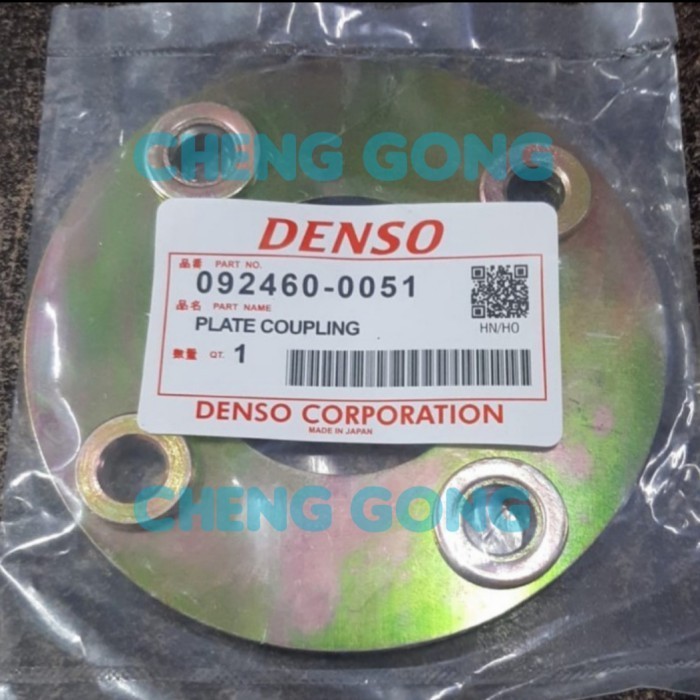 CHENG GONG
DENSO
品番 PART NO.
092460-0051
品名 PART NAME
PLATE COUPLING
HN/HO
数量 QT. 1
DENSO CORPORATION
MADE IN JAPAN
CHENG GONG